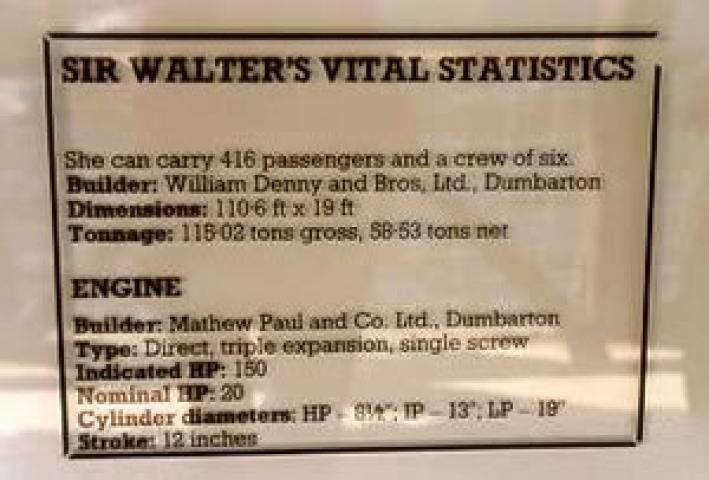 SIR WALTER'S VITAL STATISTICS
She can carry 416 passengers and a crew of six.
Builder: William Denny and Bros, Ltd., Dumbarton
Dimensions: 110·6 ft x 19 ft
Tonnage: 115·02 tons gross, 58·53 tons net
ENGINE
Builder: Mathew Paul and Co. Ltd., Dumbarton
Type: Direct, triple expansion, single screw
Indicated HP: 150
Nominal HP: 20
Cylinder diameters: HP - 8½"; IP – 13"; LP – 19"
Stroke: 12 inches